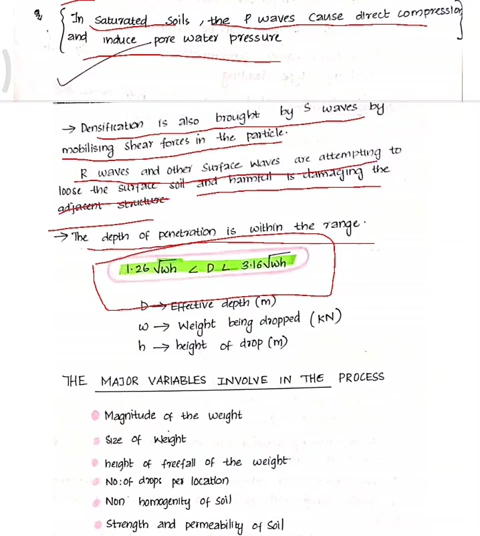 In saturated soils, the P waves cause direct compression
and induce pore water pressure
→ Densification is also brought by S waves by
mobilising shear forces in the particle.
R waves and other surface waves are attempting to
loose the surface soil and harmful is damaging the
adjacent structure
→ The depth of penetration is within the range.
1.26 √wh < D < 3.16√wh
D → Effective depth (m)
w → Weight being dropped (KN)
h → height of drop (m)
THE MAJOR VARIABLES INVOLVE IN THE PROCESS
Magnitude of the weight
Size of weight
height of freefall of the weight
No: of drops per location
Non homogenity of soil
Strength and permeability of soil